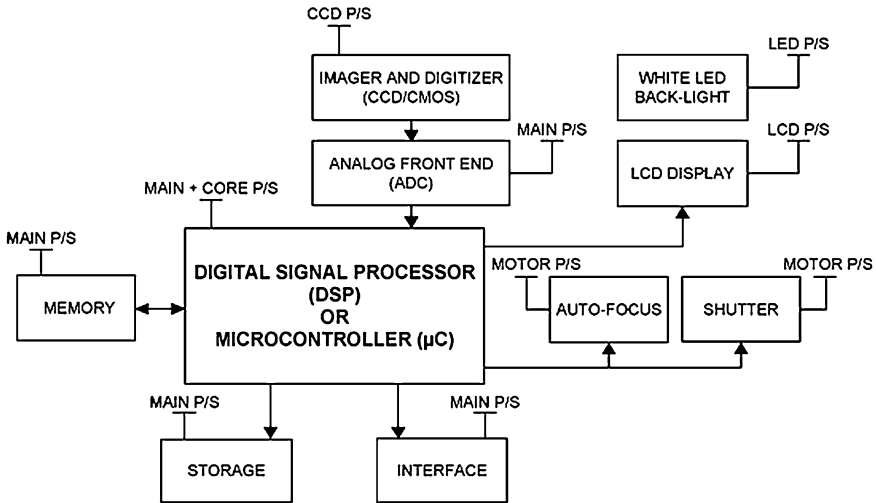 CCD P/S
IMAGER AND DIGITIZER
(CCD/CMOS)
LED P/S
WHITE LED
BACK-LIGHT
MAIN P/S
ANALOG FRONT END
(ADC)
LCD P/S
LCD DISPLAY
MAIN + CORE P/S
MAIN P/S
MEMORY
DIGITAL SIGNAL PROCESSOR
(DSP)
OR
MICROCONTROLLER (µC)
MOTOR P/S
AUTO-FOCUS
MOTOR P/S
SHUTTER
MAIN P/S
STORAGE
MAIN P/S
INTERFACE